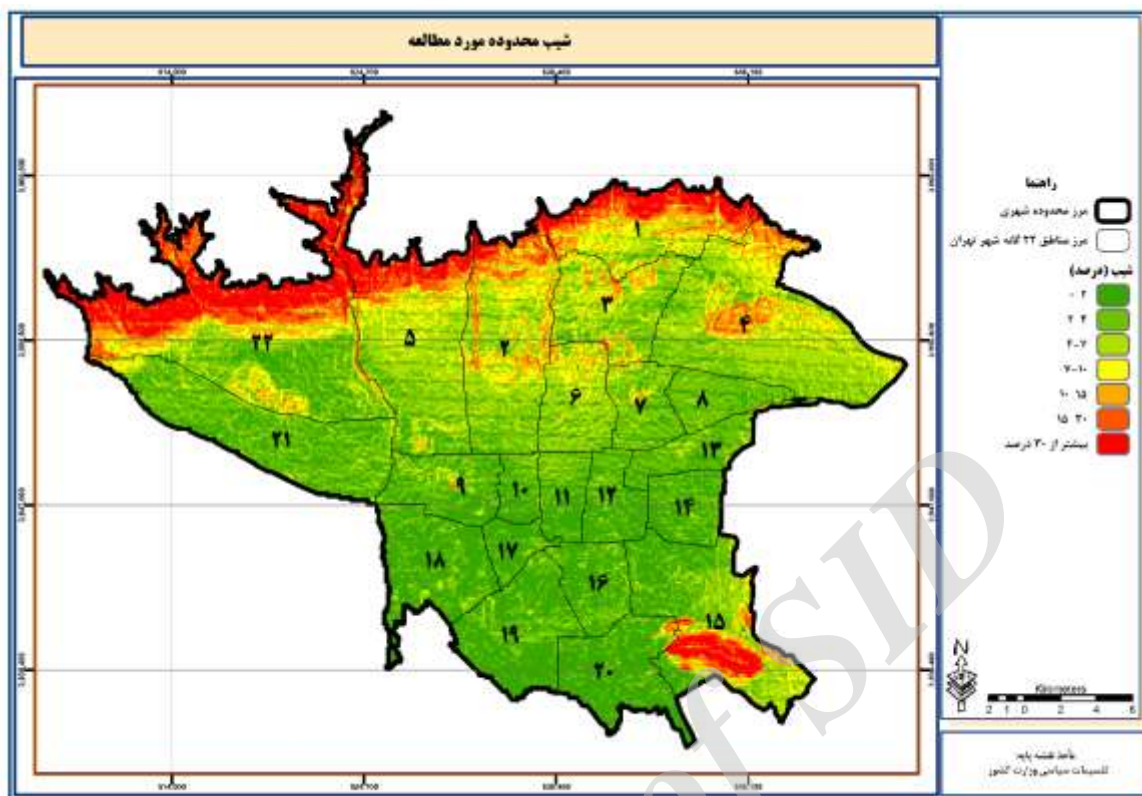 شیب محدوده مورد مطالعه
راهنما
مرز محدوده شهری
مرز مناطق ۲۲ گانه شهر تهران
شیب (درصد)
۰-۲
۲-۴
۴-۷
۷-۱۰
۱۰-۱۵
۱۵-۳۰
بیشتر از ۳۰ درصد
۱
۳
۴
۲
۵
۲۲
۶
۷
۸
۲۱
۱۳
۹
۱۰
۱۱
۱۲
۱۴
۱۸
۱۷
۱۶
۱۵
۱۹
۲۰
N
Kilometers
2 1 0 2 4 6
ماخذ نقشه پایه:
تقسیمات سیاسی وزارت کشور
of SID